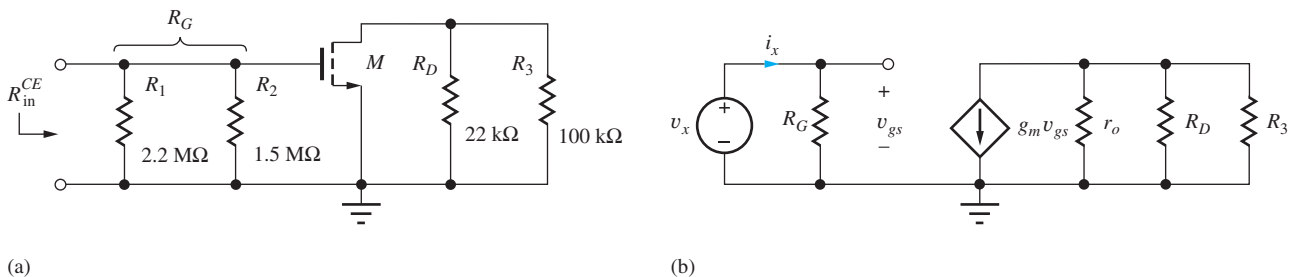 R_G
R_in^CE
R_1
R_2
M
R_D
R_3
2.2 MΩ
1.5 MΩ
22 kΩ
100 kΩ
(a)
i_x
v_x
+
−
R_G
+
v_gs
−
g_m v_gs
r_o
R_D
R_3
(b)